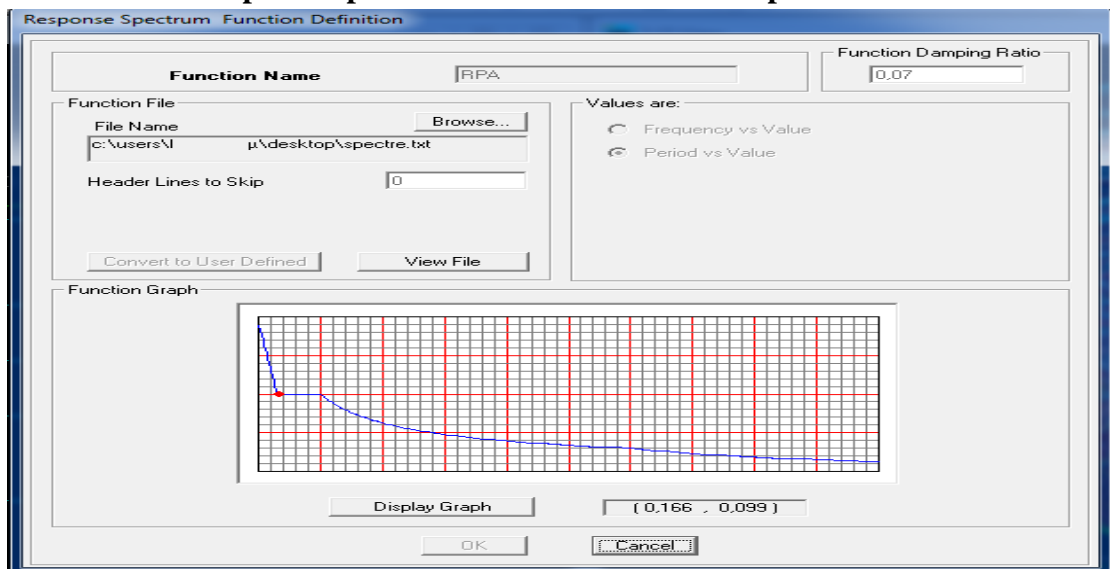 Response Spectrum Function Definition
Function Name
RPA
Function Damping Ratio
0,07
Function File
File Name
Browse...
c:\users\l µ\desktop\spectre.txt
Header Lines to Skip
0
Convert to User Defined
View File
Values are:
Frequency vs Value
Period vs Value
Function Graph
Display Graph
( 0,166 , 0,099 )
OK
Cancel